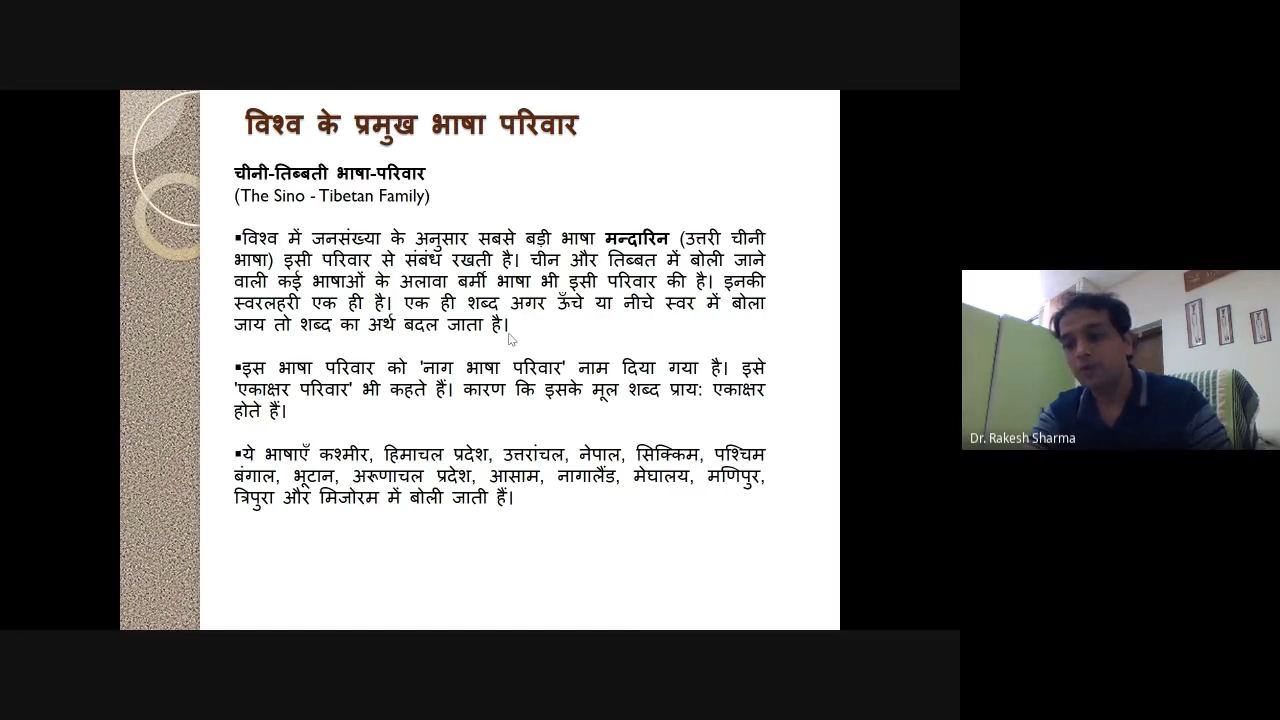 विश्व के प्रमुख भाषा परिवार
चीनी-तिब्बती भाषा-परिवार
(The Sino - Tibetan Family)
▪विश्व में जनसंख्या के अनुसार सबसे बड़ी भाषा मन्दारिन (उत्तरी चीनी
भाषा) इसी परिवार से संबंध रखती है। चीन और तिब्बत में बोली जाने
वाली कई भाषाओं के अलावा बर्मी भाषा भी इसी परिवार की है। इनकी
स्वरलहरी एक ही है। एक ही शब्द अगर ऊँचे या नीचे स्वर में बोला
जाय तो शब्द का अर्थ बदल जाता है।
▪इस भाषा परिवार को 'नाग भाषा परिवार' नाम दिया गया है। इसे
'एकाक्षर परिवार' भी कहते हैं। कारण कि इसके मूल शब्द प्राय: एकाक्षर
होते हैं।
▪ये भाषाएँ कश्मीर, हिमाचल प्रदेश, उत्तरांचल, नेपाल, सिक्किम, पश्चिम
बंगाल, भूटान, अरूणाचल प्रदेश, आसाम, नागालैंड, मेघालय, मणिपुर,
त्रिपुरा और मिजोरम में बोली जाती हैं।
Dr. Rakesh Sharma